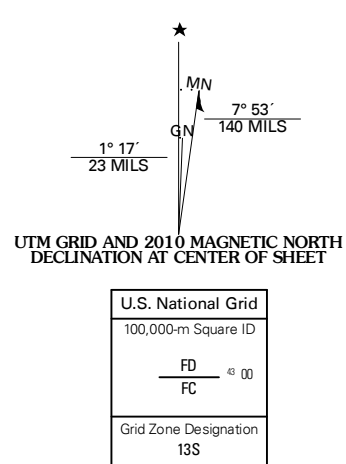 ★
MN
GN
7° 53´
140 MILS
1° 17´
23 MILS
UTM GRID AND 2010 MAGNETIC NORTH
DECLINATION AT CENTER OF SHEET
U.S. National Grid
100,000-m Square ID
FD
43 00
FC
Grid Zone Designation
13S